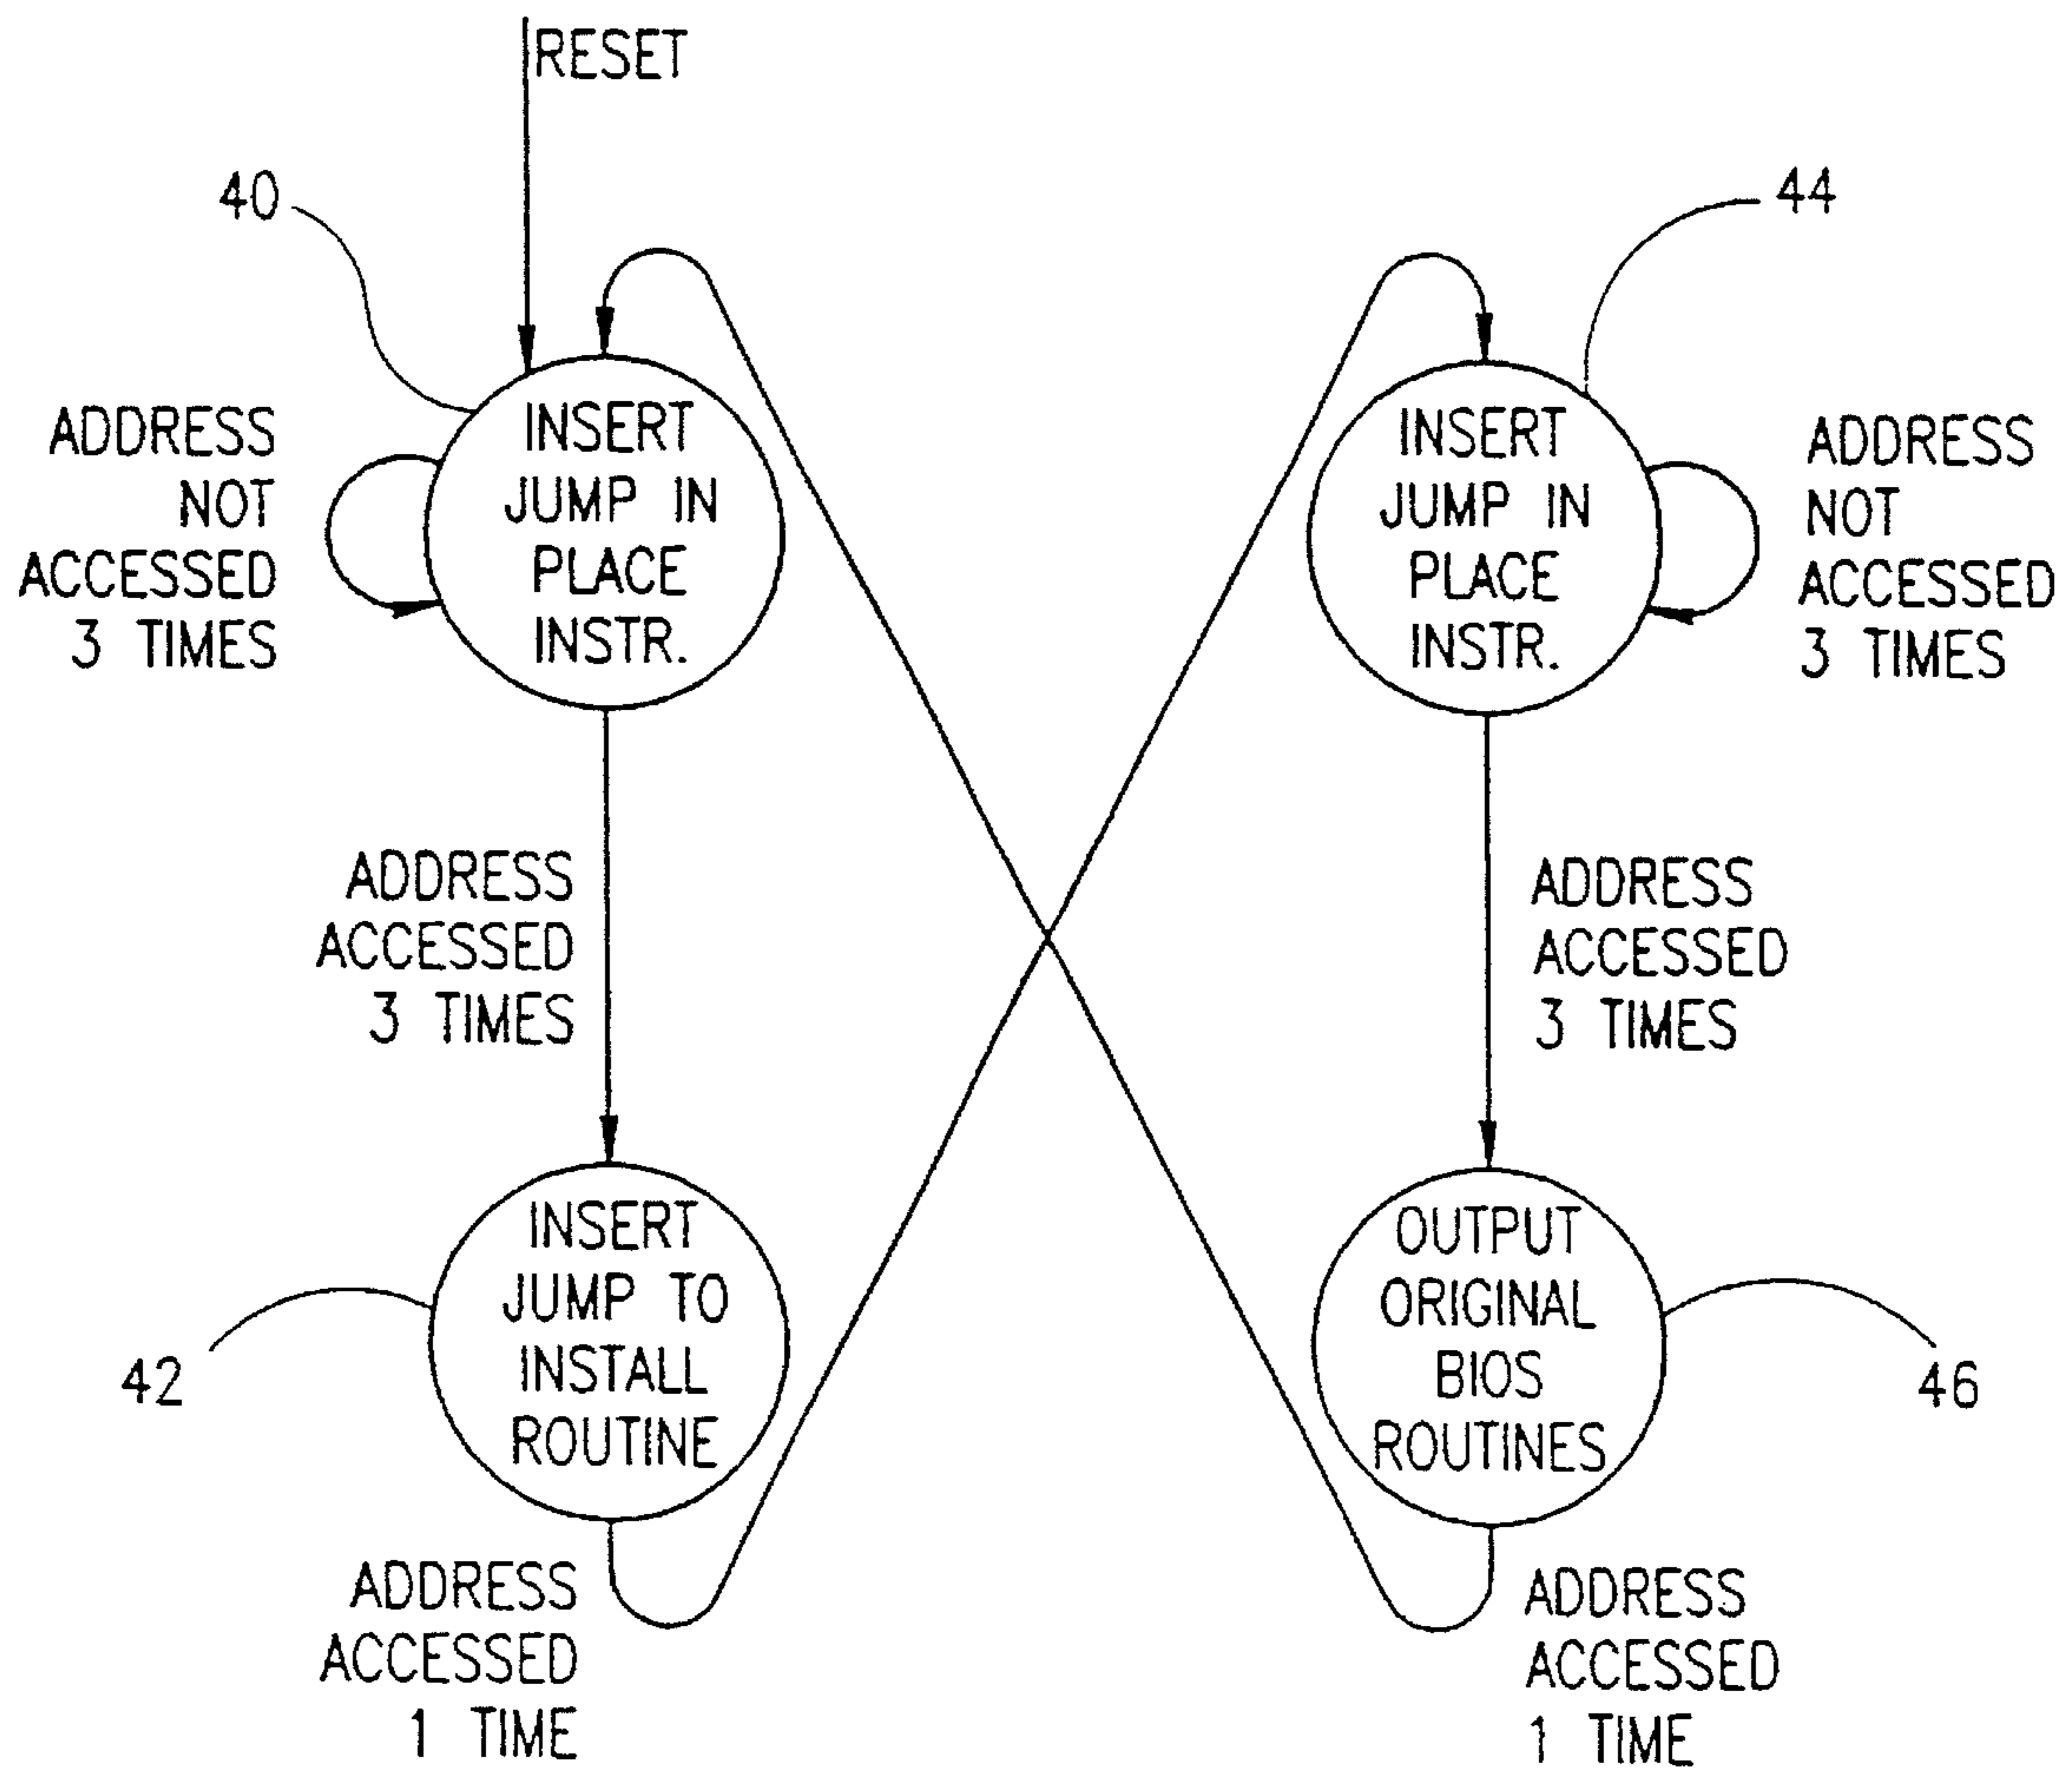 RESET
40
44
ADDRESS
NOT
ACCESSED
3 TIMES
INSERT
JUMP IN
PLACE
INSTR.
INSERT
JUMP IN
PLACE
INSTR.
ADDRESS
NOT
ACCESSED
3 TIMES
ADDRESS
ACCESSED
3 TIMES
ADDRESS
ACCESSED
3 TIMES
INSERT
JUMP TO
INSTALL
ROUTINE
OUTPUT
ORIGINAL
BIOS
ROUTINES
42
46
ADDRESS
ACCESSED
1 TIME
ADDRESS
ACCESSED
1 TIME